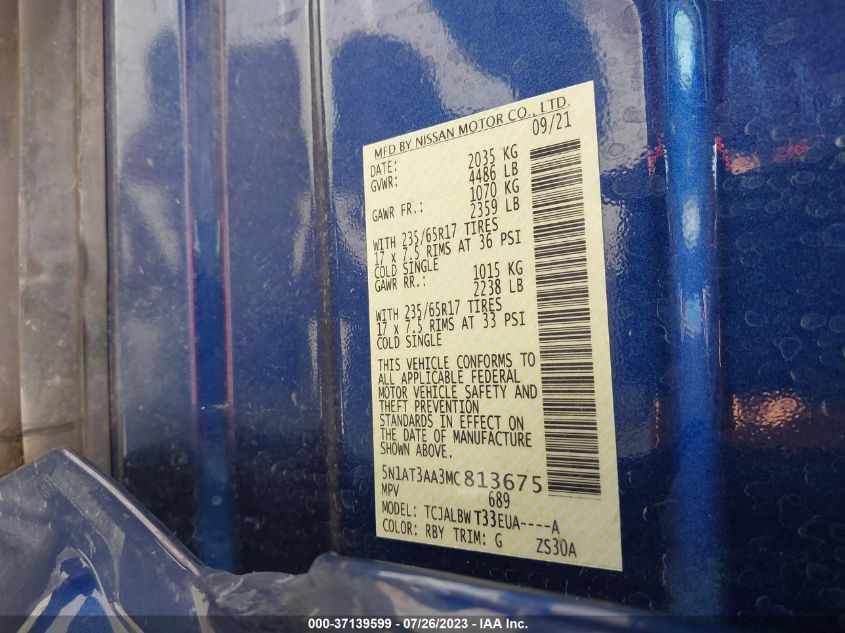 MFD BY NISSAN MOTOR CO., LTD.
DATE: 09/21
GVWR: 2035 KG
4486 LB
GAWR FR.: 1070 KG
2359 LB
WITH 235/65R17 TIRES
17 x 7.5 RIMS AT 36 PSI
COLD SINGLE
GAWR RR.: 1015 KG
2238 LB
WITH 235/65R17 TIRES
17 x 7.5 RIMS AT 33 PSI
COLD SINGLE
THIS VEHICLE CONFORMS TO
ALL APPLICABLE FEDERAL
MOTOR VEHICLE SAFETY AND
THEFT PREVENTION
STANDARDS IN EFFECT ON
THE DATE OF MANUFACTURE
SHOWN ABOVE.
5N1AT3AA3MC813675
MPV 689
MODEL: TCJALBWT33EUA----A
COLOR: RBY TRIM: G ZS30A
000-37139599 - 07/26/2023 - IAA Inc.